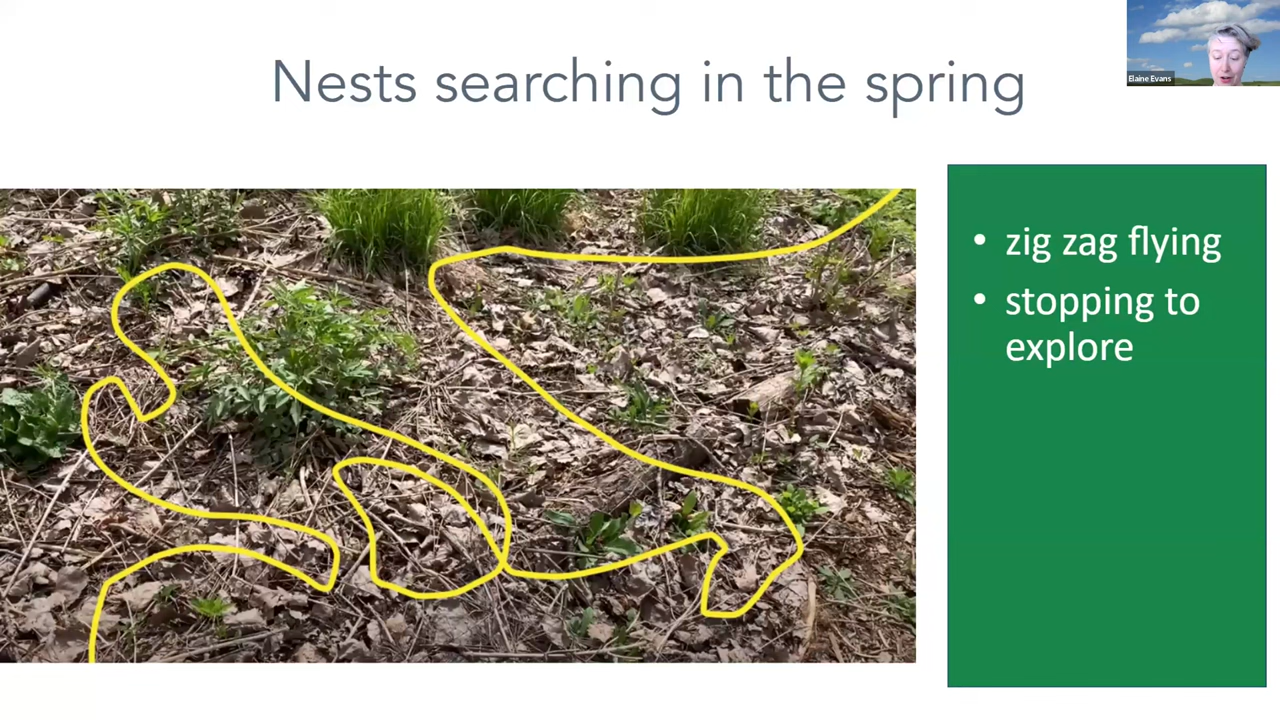 Nests searching in the spring
Elaine Evans
• zig zag flying
• stopping to
explore